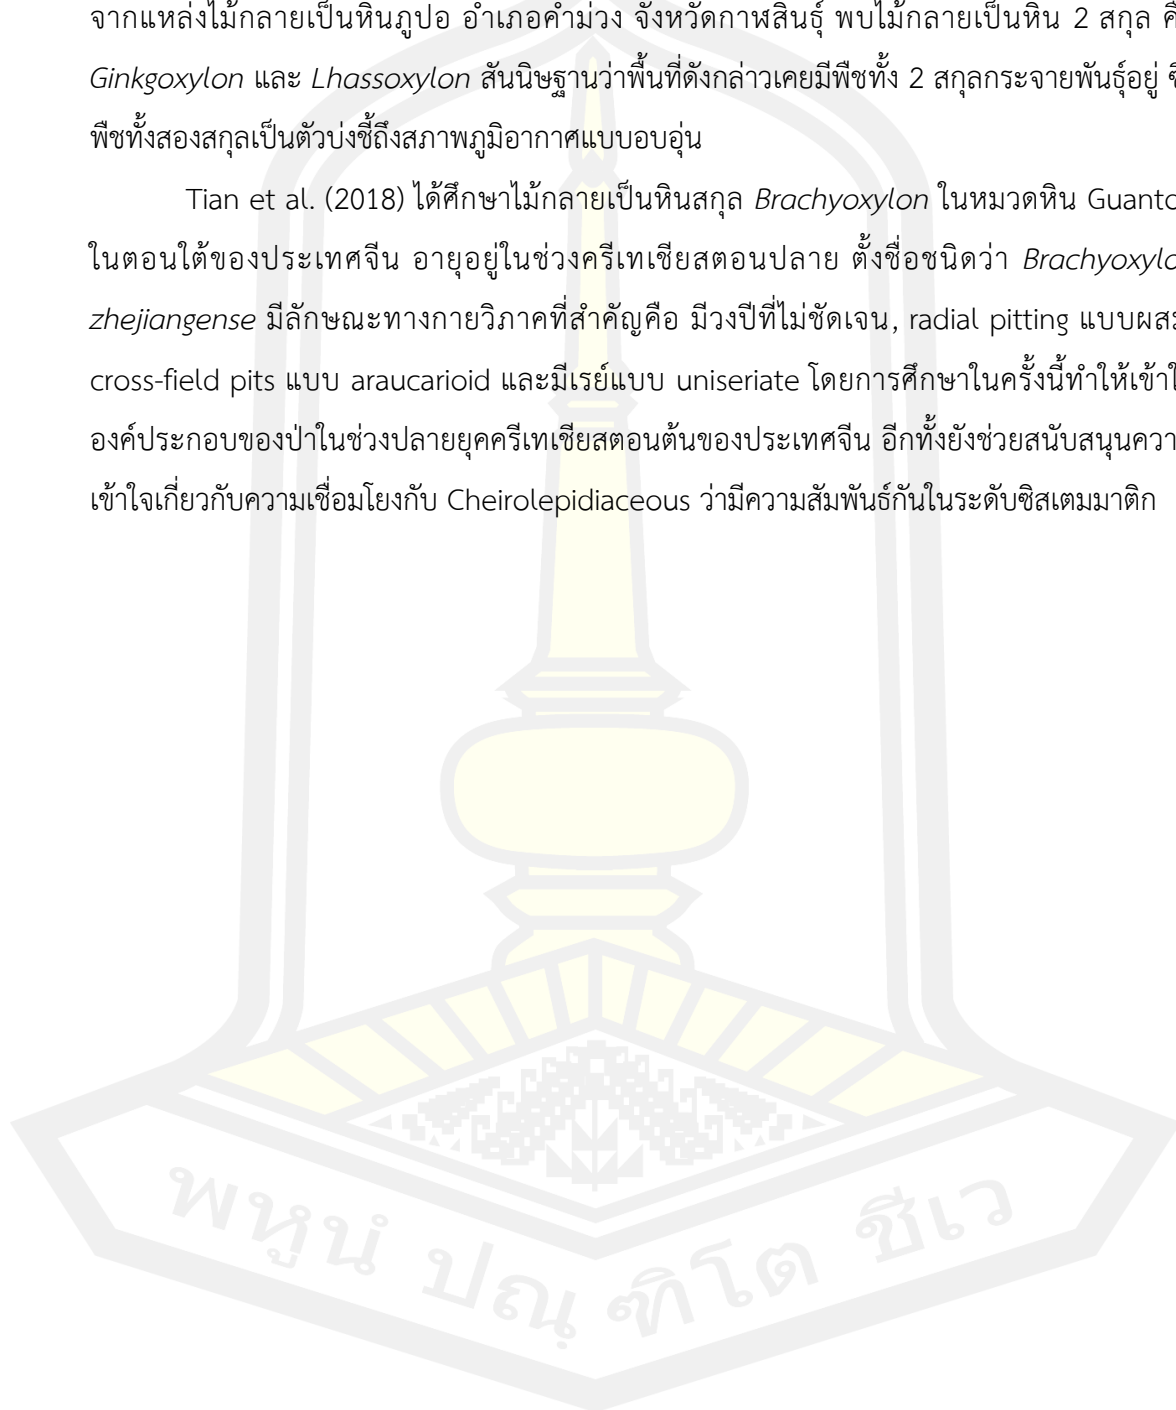 จากแหล่งไม้กลายเป็นหินภูปอ อำเภอคำม่วง จังหวัดกาฬสินธุ์ พบไม้กลายเป็นหิน 2 สกุล
Ginkgoxylon และ Lhassoxylon สันนิษฐานว่าพื้นที่ดังกล่าวเคยมีพืชทั้ง 2 สกุลกระจายพันธุ์อยู่
พืชทั้งสองสกุลเป็นตัวบ่งชี้ถึงสภาพภูมิอากาศแบบอบอุ่น
Tian et al. (2018) ได้ศึกษาไม้กลายเป็นหินสกุล Brachyoxylon ในหมวดหิน
ในตอนใต้ของประเทศจีน อายุอยู่ในช่วงครีเทเชียสตอนปลาย ตั้งชื่อชนิดว่า
zhejiangense มีลักษณะทางกายวิภาคที่สำคัญคือ มีวงปีที่ไม่ชัดเจน, radial pitting
cross-field pits แบบ araucarioid และมีเรย์แบบ uniseriate โดยการศึกษาในครั้งนี้ทำให้
องค์ประกอบของป่าในช่วงปลายยุคครีเทเชียสตอนต้นของประเทศจีน อีกทั้งยังช่วยสนับสนุน
เข้าใจเกี่ยวกับความเชื่อมโยงกับ Cheirolepidiaceous ว่ามีความสัมพันธ์กันในระดับซิสเตมมาติก
พหูนํ ปณฺฑิโต ชีเว